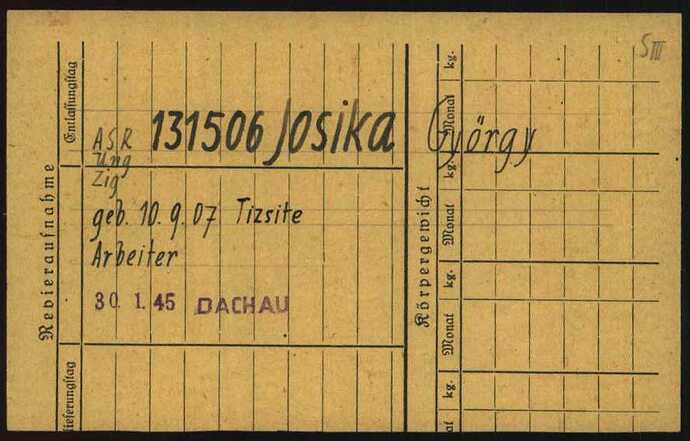 SIII
131506 Josika György
ASR
Ung
Zig
geb. 10. 9. 07 Tizsite
Arbeiter
30. 1. 45 DACHAU
Revieraufnahme
Entlassungstag
lieferungstag
Körpergewicht
kg.
Monat
kg.
Monat
kg.
Monat
kg.